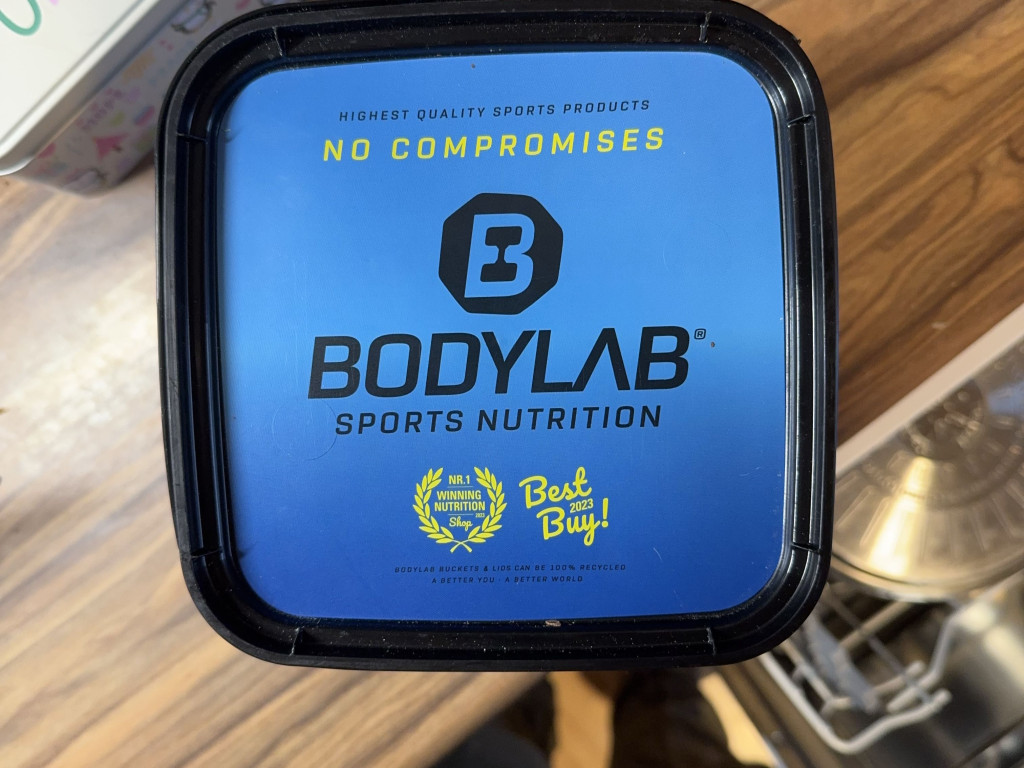 HIGHEST QUALITY SPORTS PRODUCTS
NO COMPROMISES
B
BODYLAB®
SPORTS NUTRITION
NR.1
WINNING
NUTRITION
Shop 2023
Best
2023
Buy!
BODYLAB BUCKETS & LIDS CAN BE 100% RECYCLED
A BETTER YOU - A BETTER WORLD